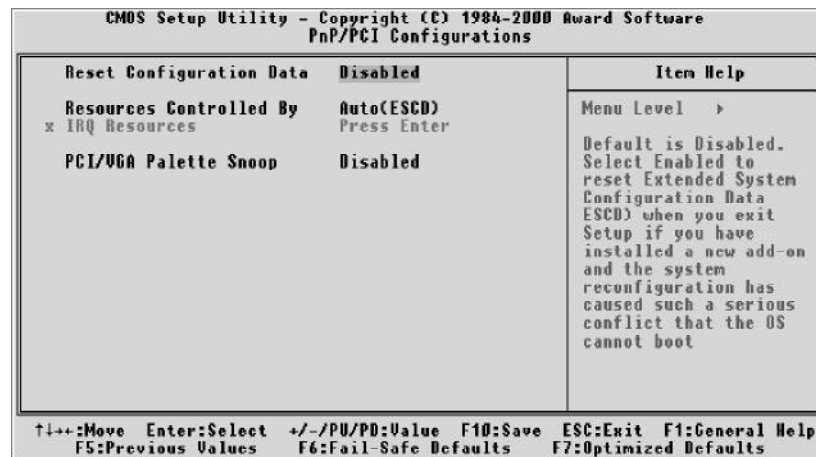 CMOS Setup Utility - Copyright (C) 1984-2000 Award Software
PnP/PCI Configurations
Reset Configuration Data Disabled
Resources Controlled By Auto(ESCD)
x IRQ Resources Press Enter
PCI/VGA Palette Snoop Disabled
Item Help
Menu Level ▸
Default is Disabled.
Select Enabled to
reset Extended System
Configuration Data
ESCD) when you exit
Setup if you have
installed a new add-on
and the system
reconfiguration has
caused such a serious
conflict that the OS
cannot boot
↑↓→←:Move Enter:Select +/-/PU/PD:Value F10:Save ESC:Exit F1:General Help
F5:Previous Values F6:Fail-Safe Defaults F7:Optimized Defaults